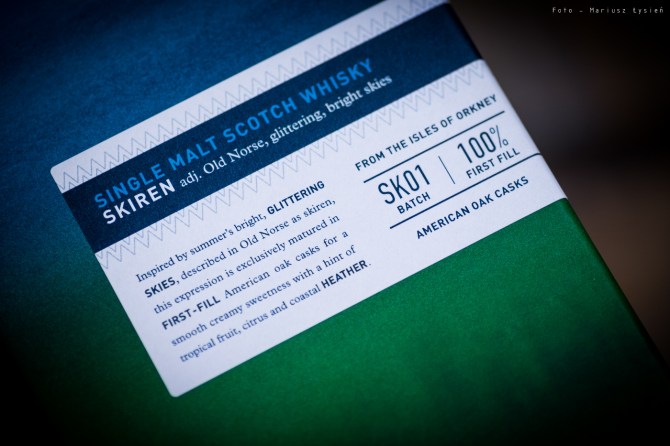 Foto - Mariusz Łysień
SINGLE MALT SCOTCH WHISKY
SKIREN adj. Old Norse, glittering, bright skies
Inspired by summer's bright, GLITTERING
SKIES, described in Old Norse as skiren,
this expression is exclusively matured in
FIRST-FILL American oak casks for a
smooth creamy sweetness with a hint of
tropical fruit, citrus and coastal HEATHER.
FROM THE ISLES OF ORKNEY
SK01 100%
BATCH FIRST FILL
AMERICAN OAK CASKS